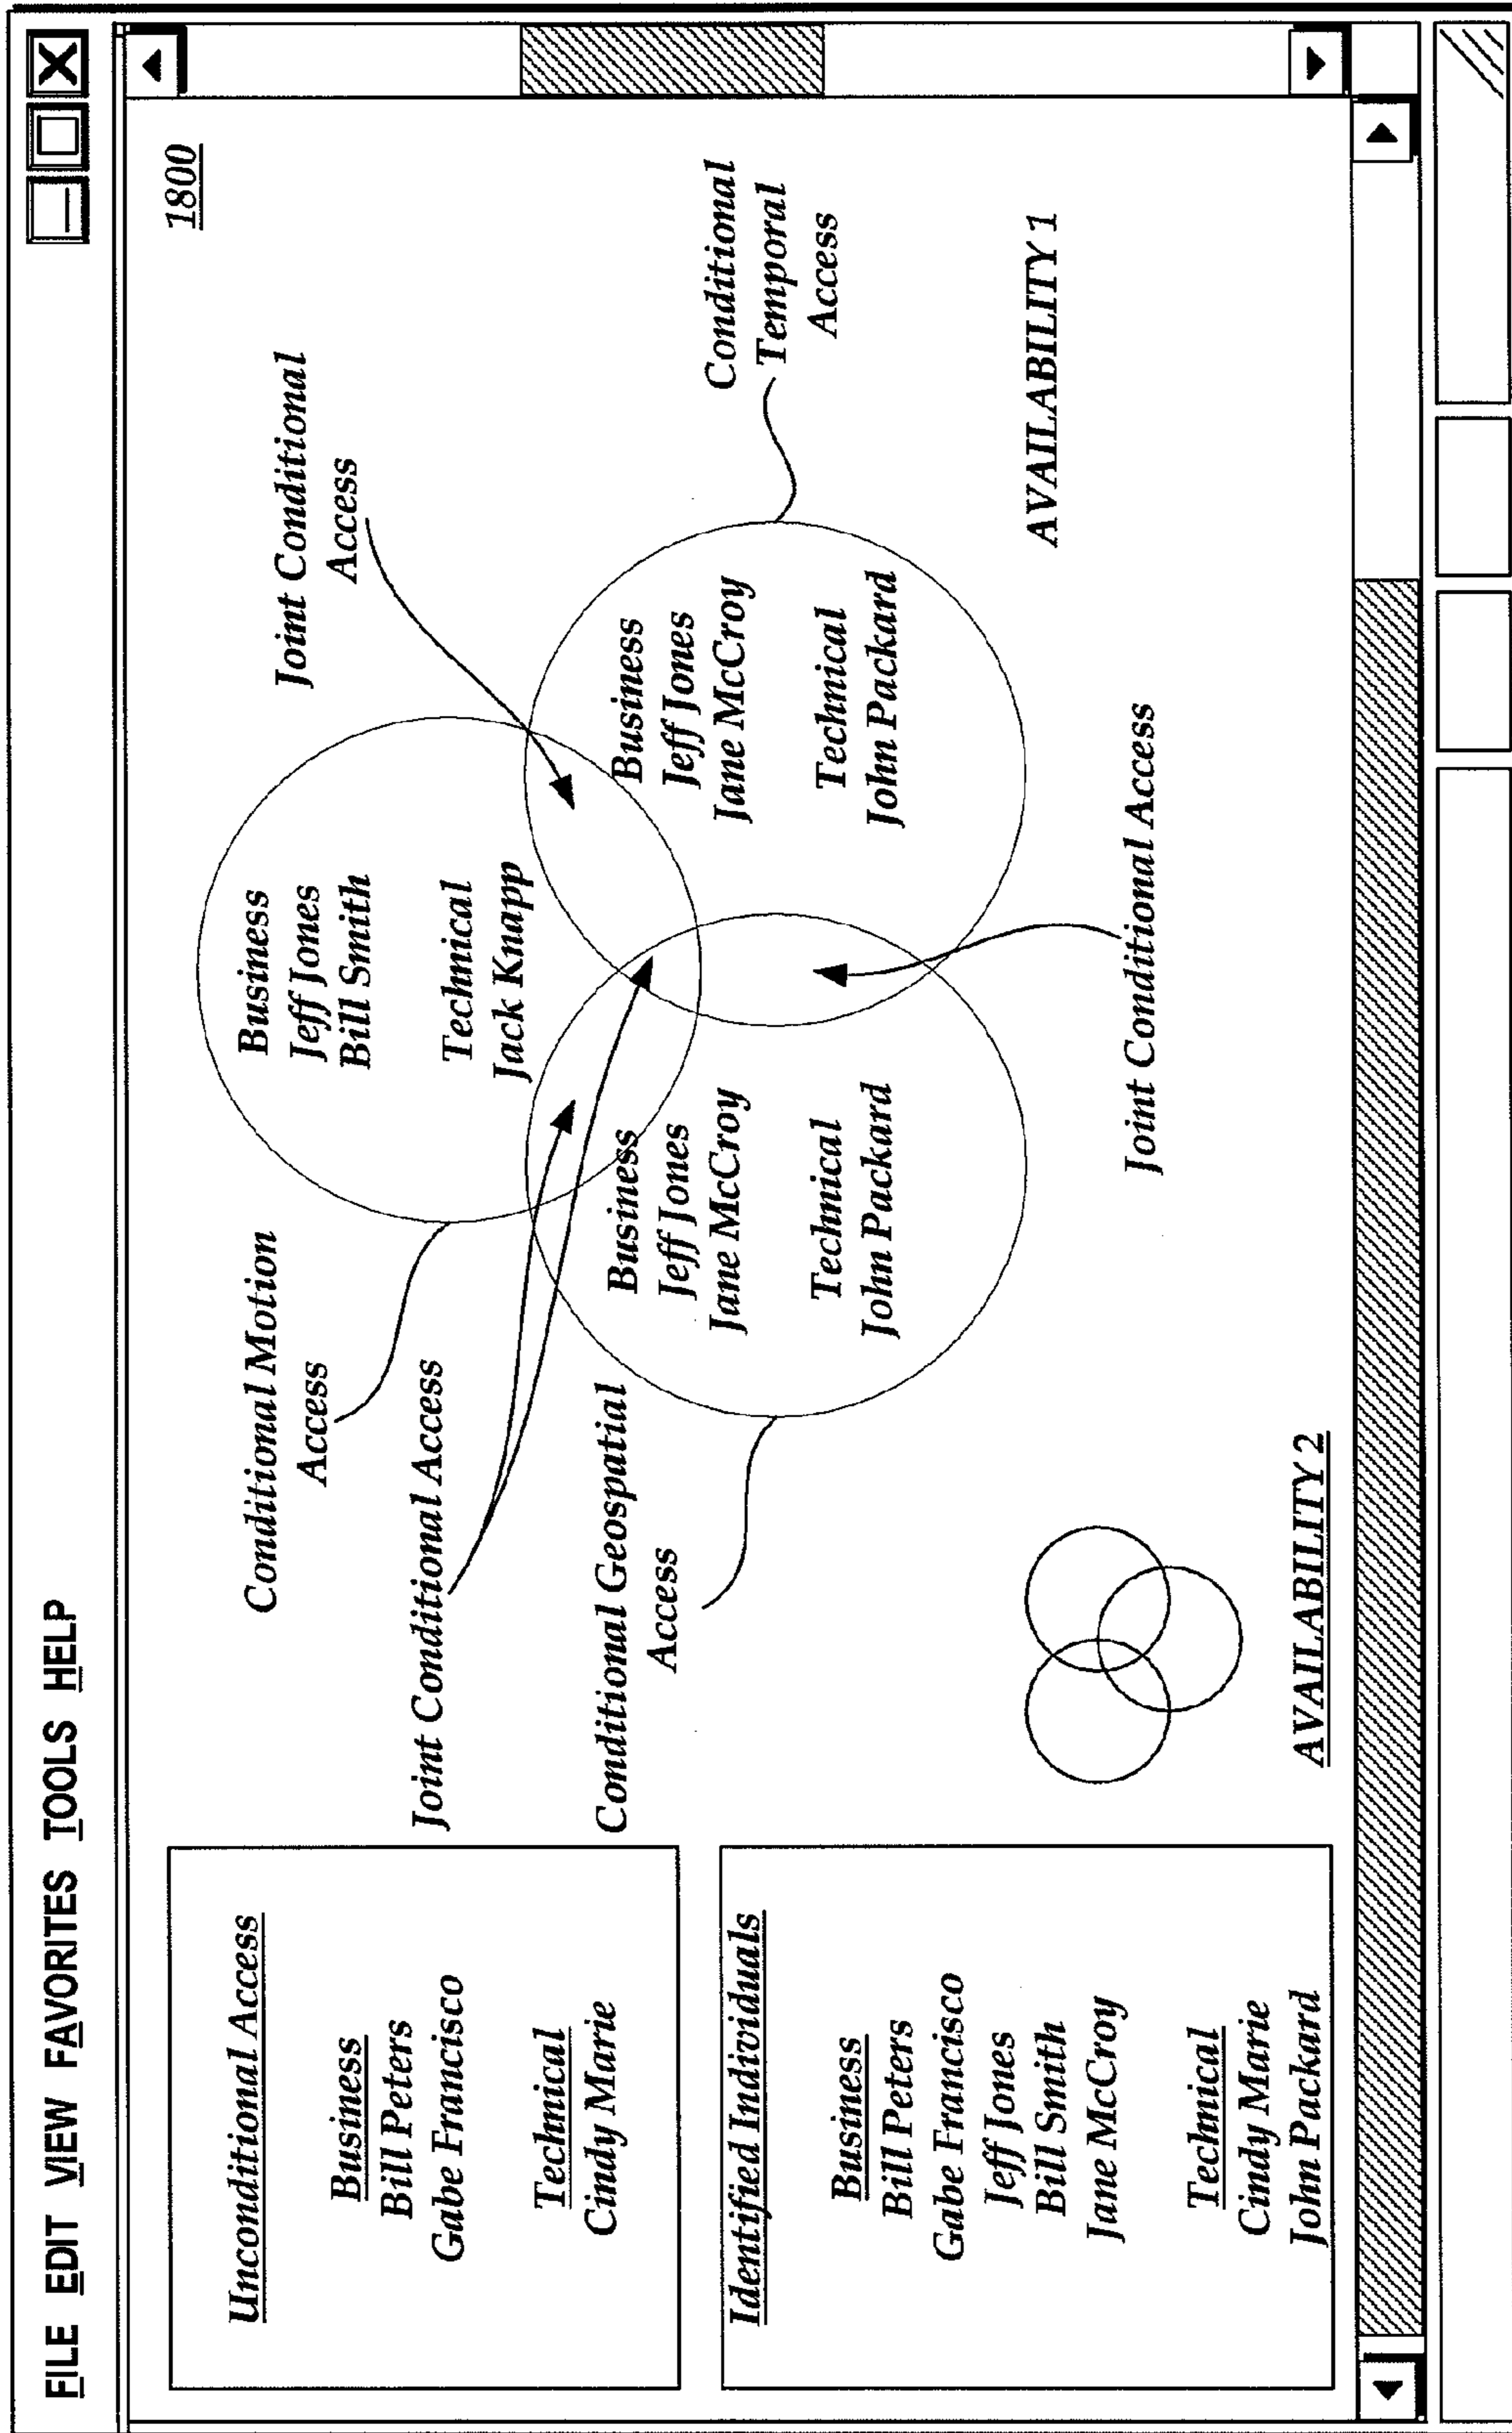 FILE EDIT VIEW FAVORITES TOOLS HELP
1800
Unconditional Access
Business
Bill Peters
Gabe Francisco
Technical
Cindy Marie
Identified Individuals
Business
Bill Peters
Gabe Francisco
Jeff Jones
Bill Smith
Jane McCroy
Technical
Cindy Marie
John Packard
Conditional Motion
Access
Joint Conditional Access
Conditional Geospatial
Access
Business
Jeff Jones
Bill Smith
Technical
Jack Knapp
Joint Conditional
Access
Conditional
Temporal
Access
Business
Jeff Jones
Jane McCroy
Technical
John Packard
Business
Jeff Jones
Jane McCroy
Technical
John Packard
Joint Conditional Access
AVAILABILITY 1
AVAILABILITY 2